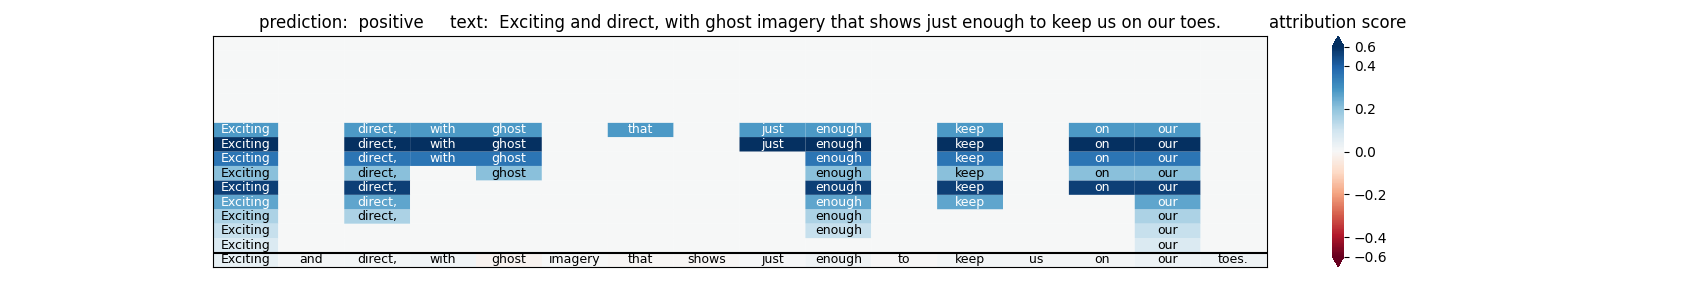 prediction:  positive     text:  Exciting and direct, with ghost imagery that shows just enough to keep us on our toes.     attribution score
Exciting direct, with ghost that just enough keep on our
Exciting direct, with ghost just enough keep on our
Exciting direct, with ghost enough keep on our
Exciting direct, ghost enough keep on our
Exciting direct, enough keep on our
Exciting direct, enough keep our
Exciting direct, enough our
Exciting enough our
Exciting our
Exciting and direct, with ghost imagery that shows just enough to keep us on our toes.
0.6
0.4
0.2
0.0
−0.2
−0.4
−0.6